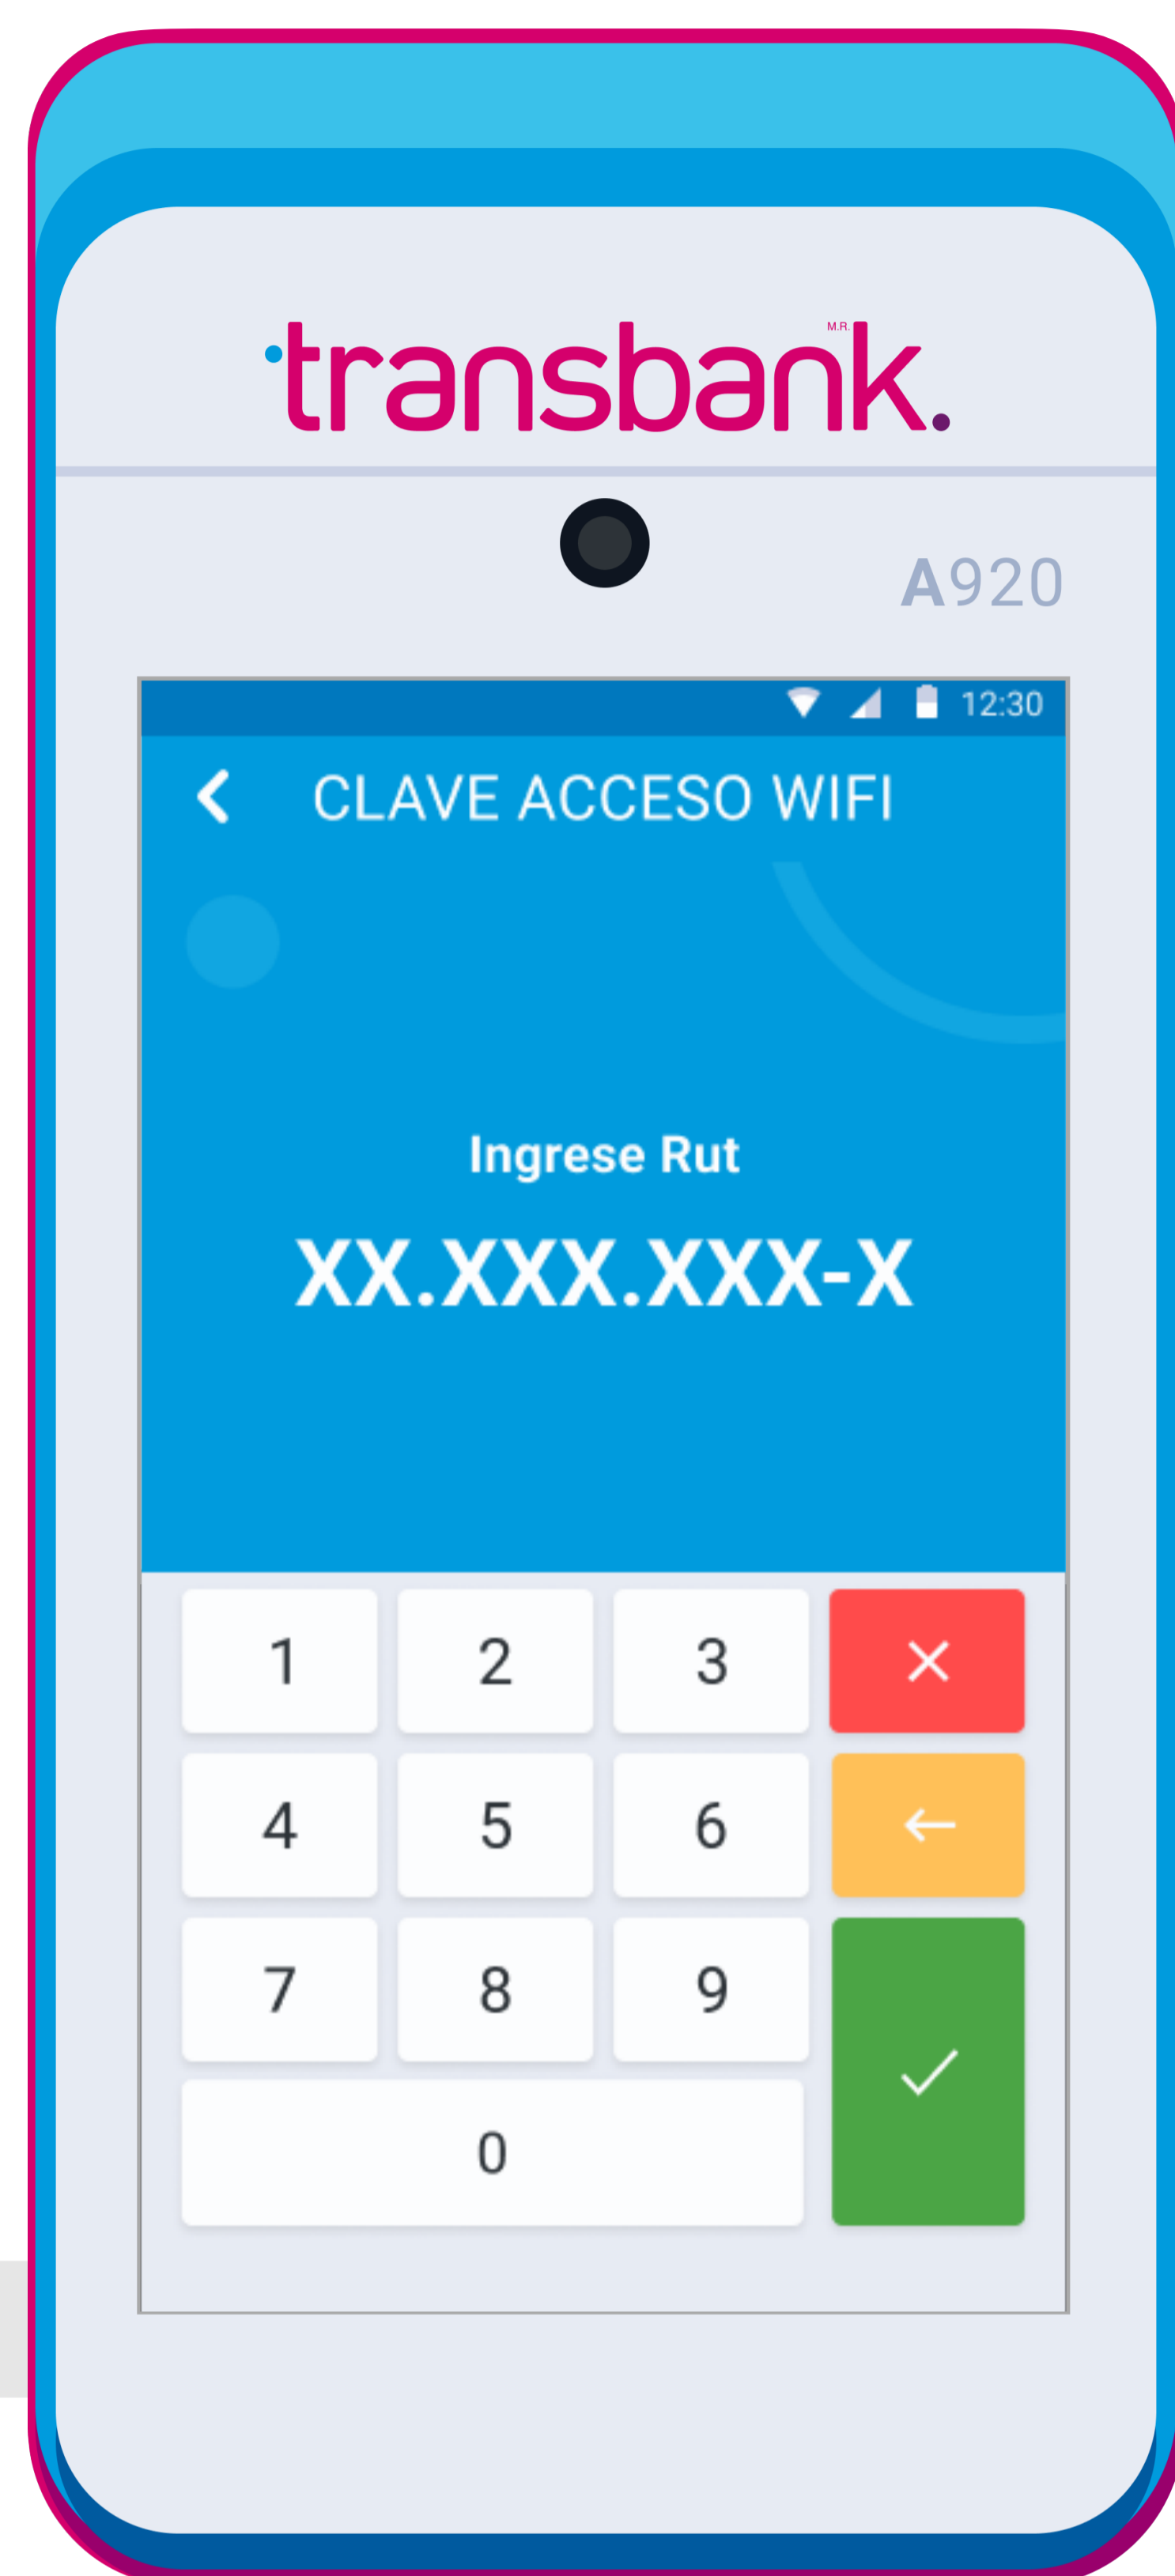 transbank.
M.R.
A920
12:30
CLAVE ACCESO WIFI
Ingrese Rut
XX.XXX.XXX-X
1 2 3
4 5 6
7 8 9
0